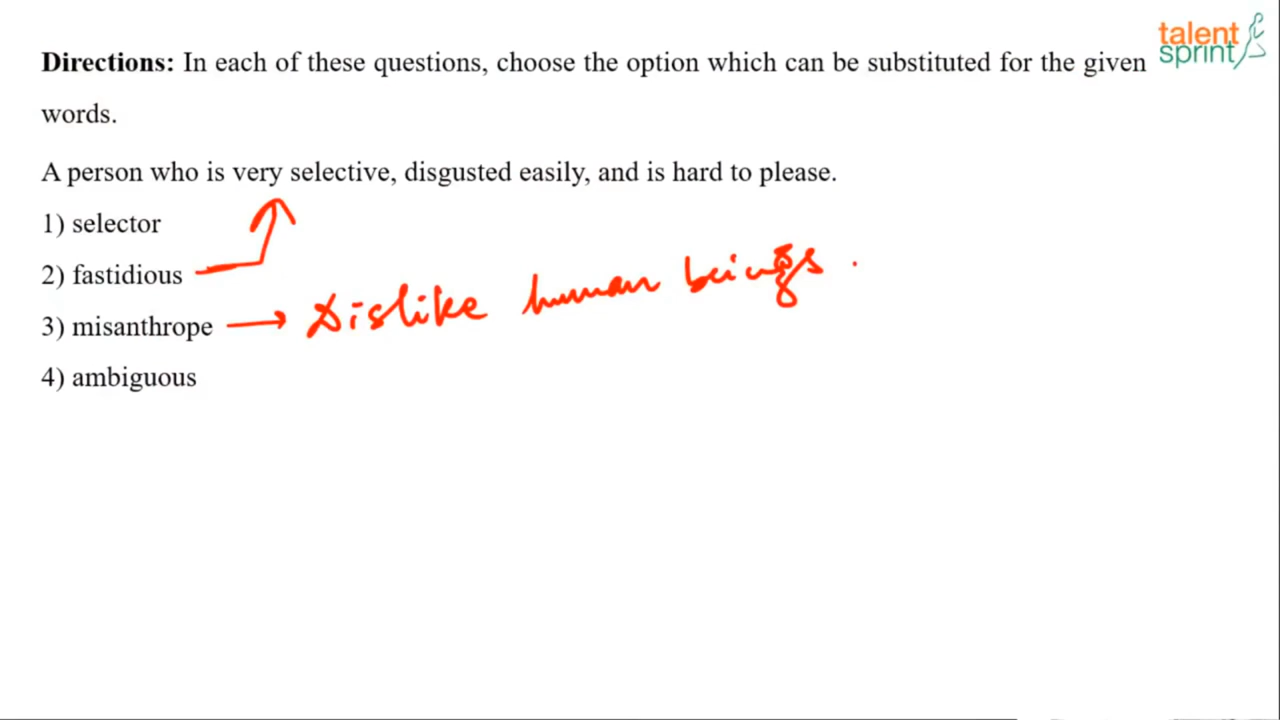 talent
sprint
Directions: In each of these questions, choose the option which can be substituted for the given
words.
A person who is very selective, disgusted easily, and is hard to please.
1) selector
2) fastidious
3) misanthrope → Dislike human beings.
4) ambiguous